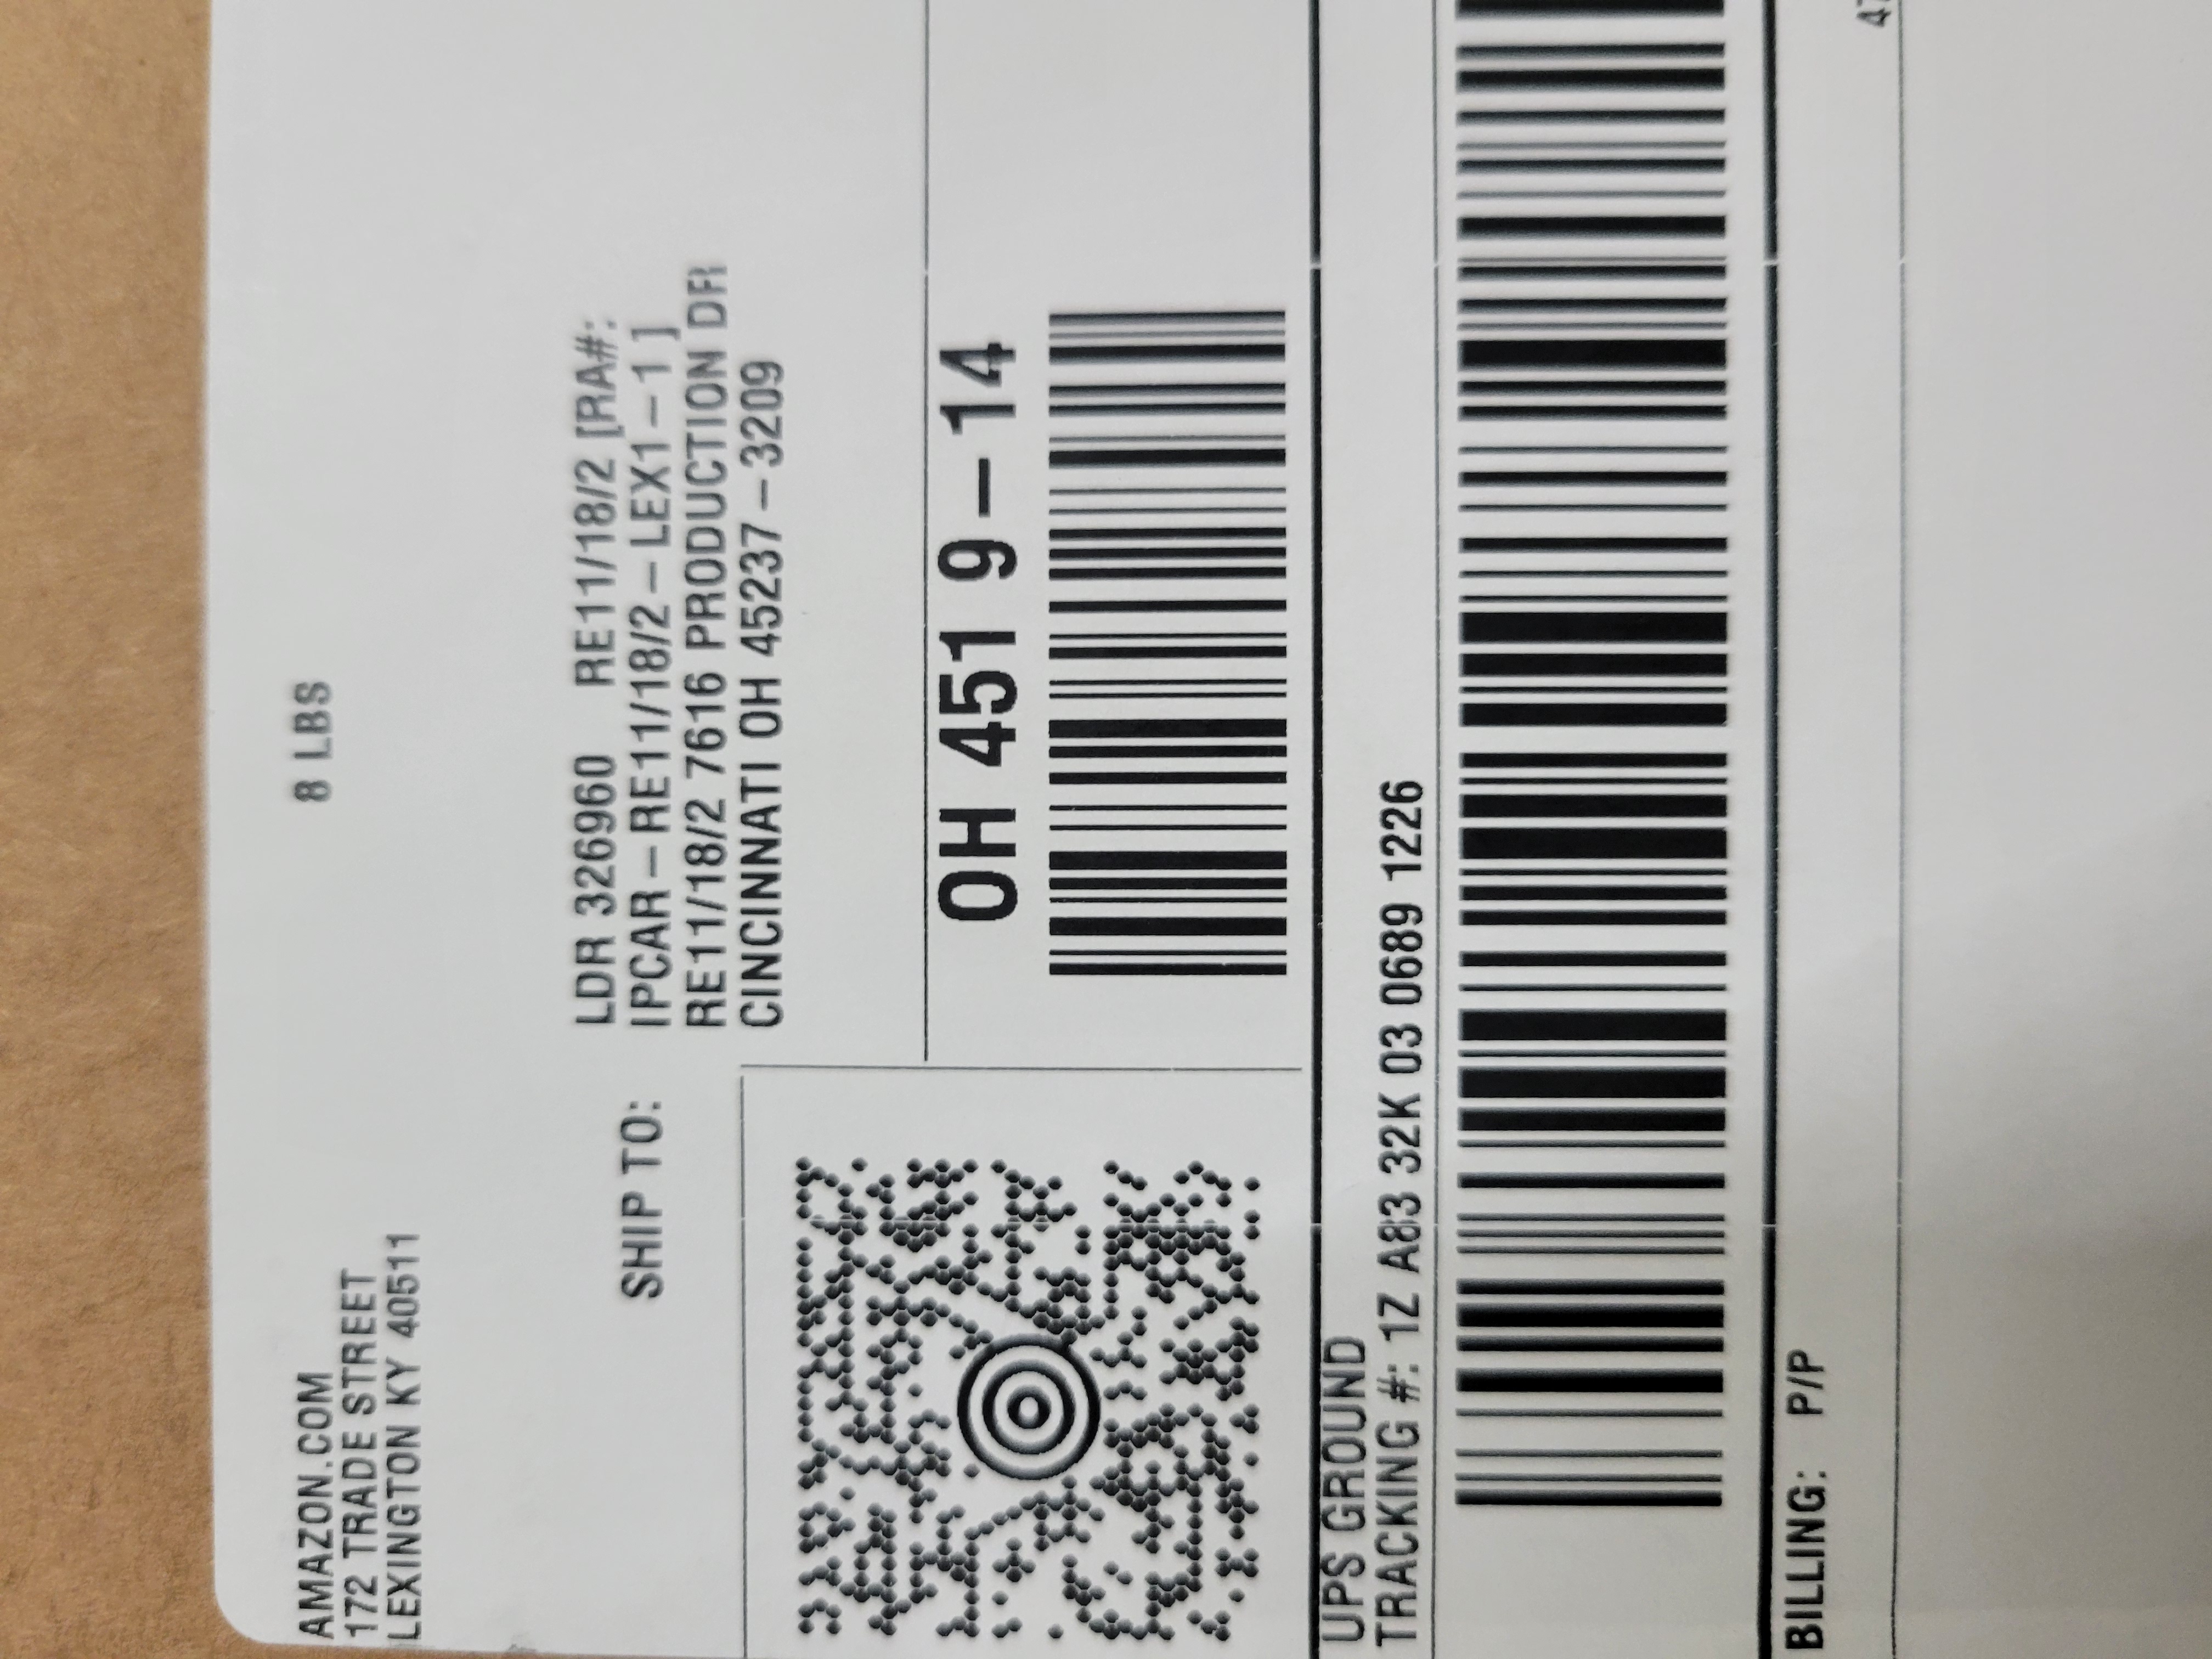 AMAZON.COM
172 TRADE STREET
LEXINGTON KY 40511
8 LBS
SHIP TO:
LDR 326960 RE11/18/2 [RA#:
IPCAR-RE11/18/2-LEX1-1 ]
RE11/18/2 7616 PRODUCTION DR
CINCINNATI OH 45237-3209
OH 451 9-14
UPS GROUND
TRACKING #: 1Z A83 32K 03 0689 1226
BILLING: P/P